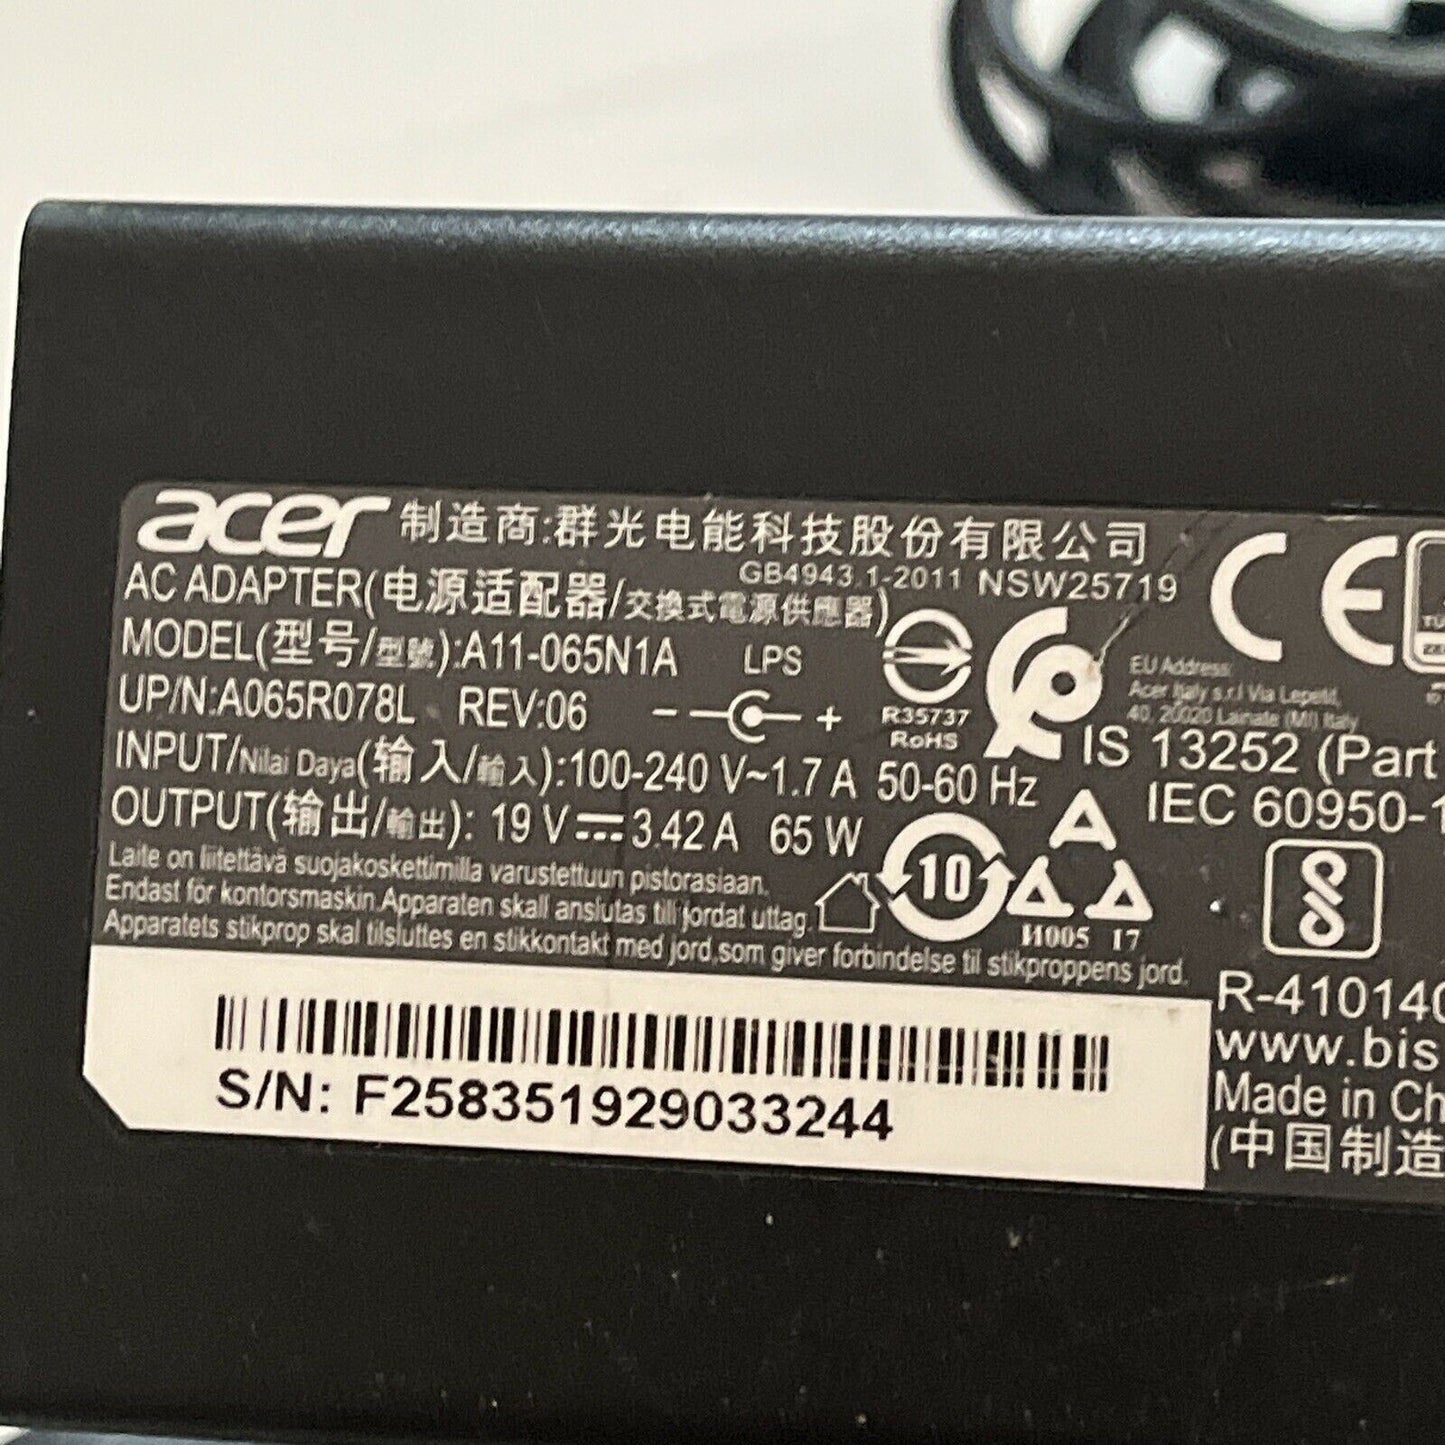 acer 制造商:群光电能科技股份有限公司
GB4943.1-2011 NSW25719
AC ADAPTER(电源适配器/交換式電源供應器)
MODEL(型号/型號):A11-065N1A LPS
UP/N:A065R078L REV:06
- +
R35737
RoHS
INPUT/Nilai Daya(输入/輸入):100-240 V~1.7 A 50-60 Hz
OUTPUT(输出/輸出): 19 V⎓3.42 A 65 W
Laite on liitettävä suojakoskettimilla varustettuun pistorasiaan.
Endast för kontorsmaskin.Apparaten skall anslutas till jordat uttag.
Apparatets stikprop skal tilsluttes en stikkontakt med jord,som giver forbindelse til stikproppens jord.
10
И005 17
CE
EU Address:
Acer Italy s.r.l Via Lepetit,
40, 20020 Lainate (MI) Italy
IS 13252 (Part
IEC 60950-1
R-410140
www.bis
Made in Ch
(中国制造
S/N: F258351929033244